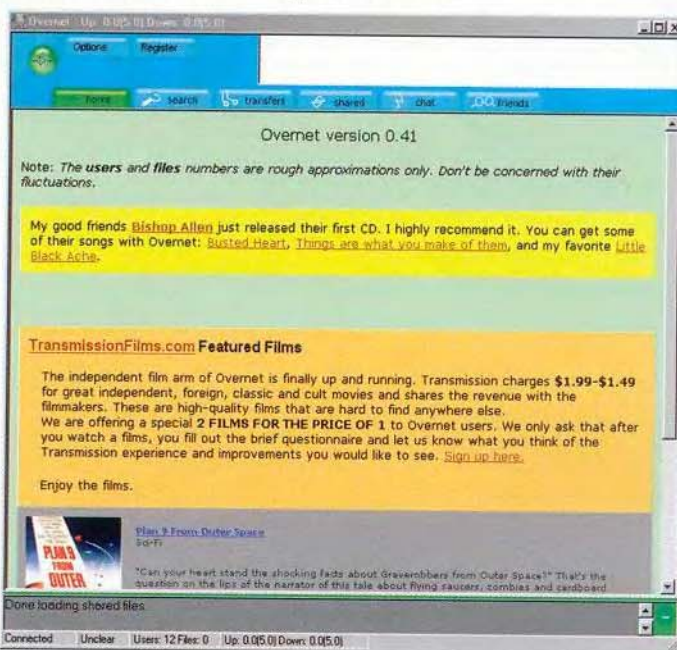 Overnet - Up: 0.0(5.0) Down: 0.0(5.0)
Options Register
home search transfers shared chat friends
Overnet version 0.41
Note: The users and files numbers are rough approximations only. Don't be concerned with their
fluctuations.
My good friends Bishop Allen just released their first CD. I highly recommend it. You can get some
of their songs with Overnet: Busted Heart, Things are what you make of them, and my favorite Little
Black Ache.
TransmissionFilms.com Featured Films
The independent film arm of Overnet is finally up and running. Transmission charges $1.99-$1.49
for great independent, foreign, classic and cult movies and shares the revenue with the
filmmakers. These are high-quality films that are hard to find anywhere else.
We are offering a special 2 FILMS FOR THE PRICE OF 1 to Overnet users. We only ask that after
you watch a films, you fill out the brief questionnaire and let us know what you think of the
Transmission experience and improvements you would like to see. Sign up here.
Enjoy the films.
PLAN 9
FROM
OUTER
Plan 9 From Outer Space
Sci-Fi
"Can your heart stand the shocking facts about Graverobbers from Outer Space?" That's the
question on the lips of the narrator of this tale about flying saucers, zombies and cardboard
Done loading shared files
Connected Unclear Users: 12 Files: 0 Up: 0.0(5.0) Down: 0.0(5.0)